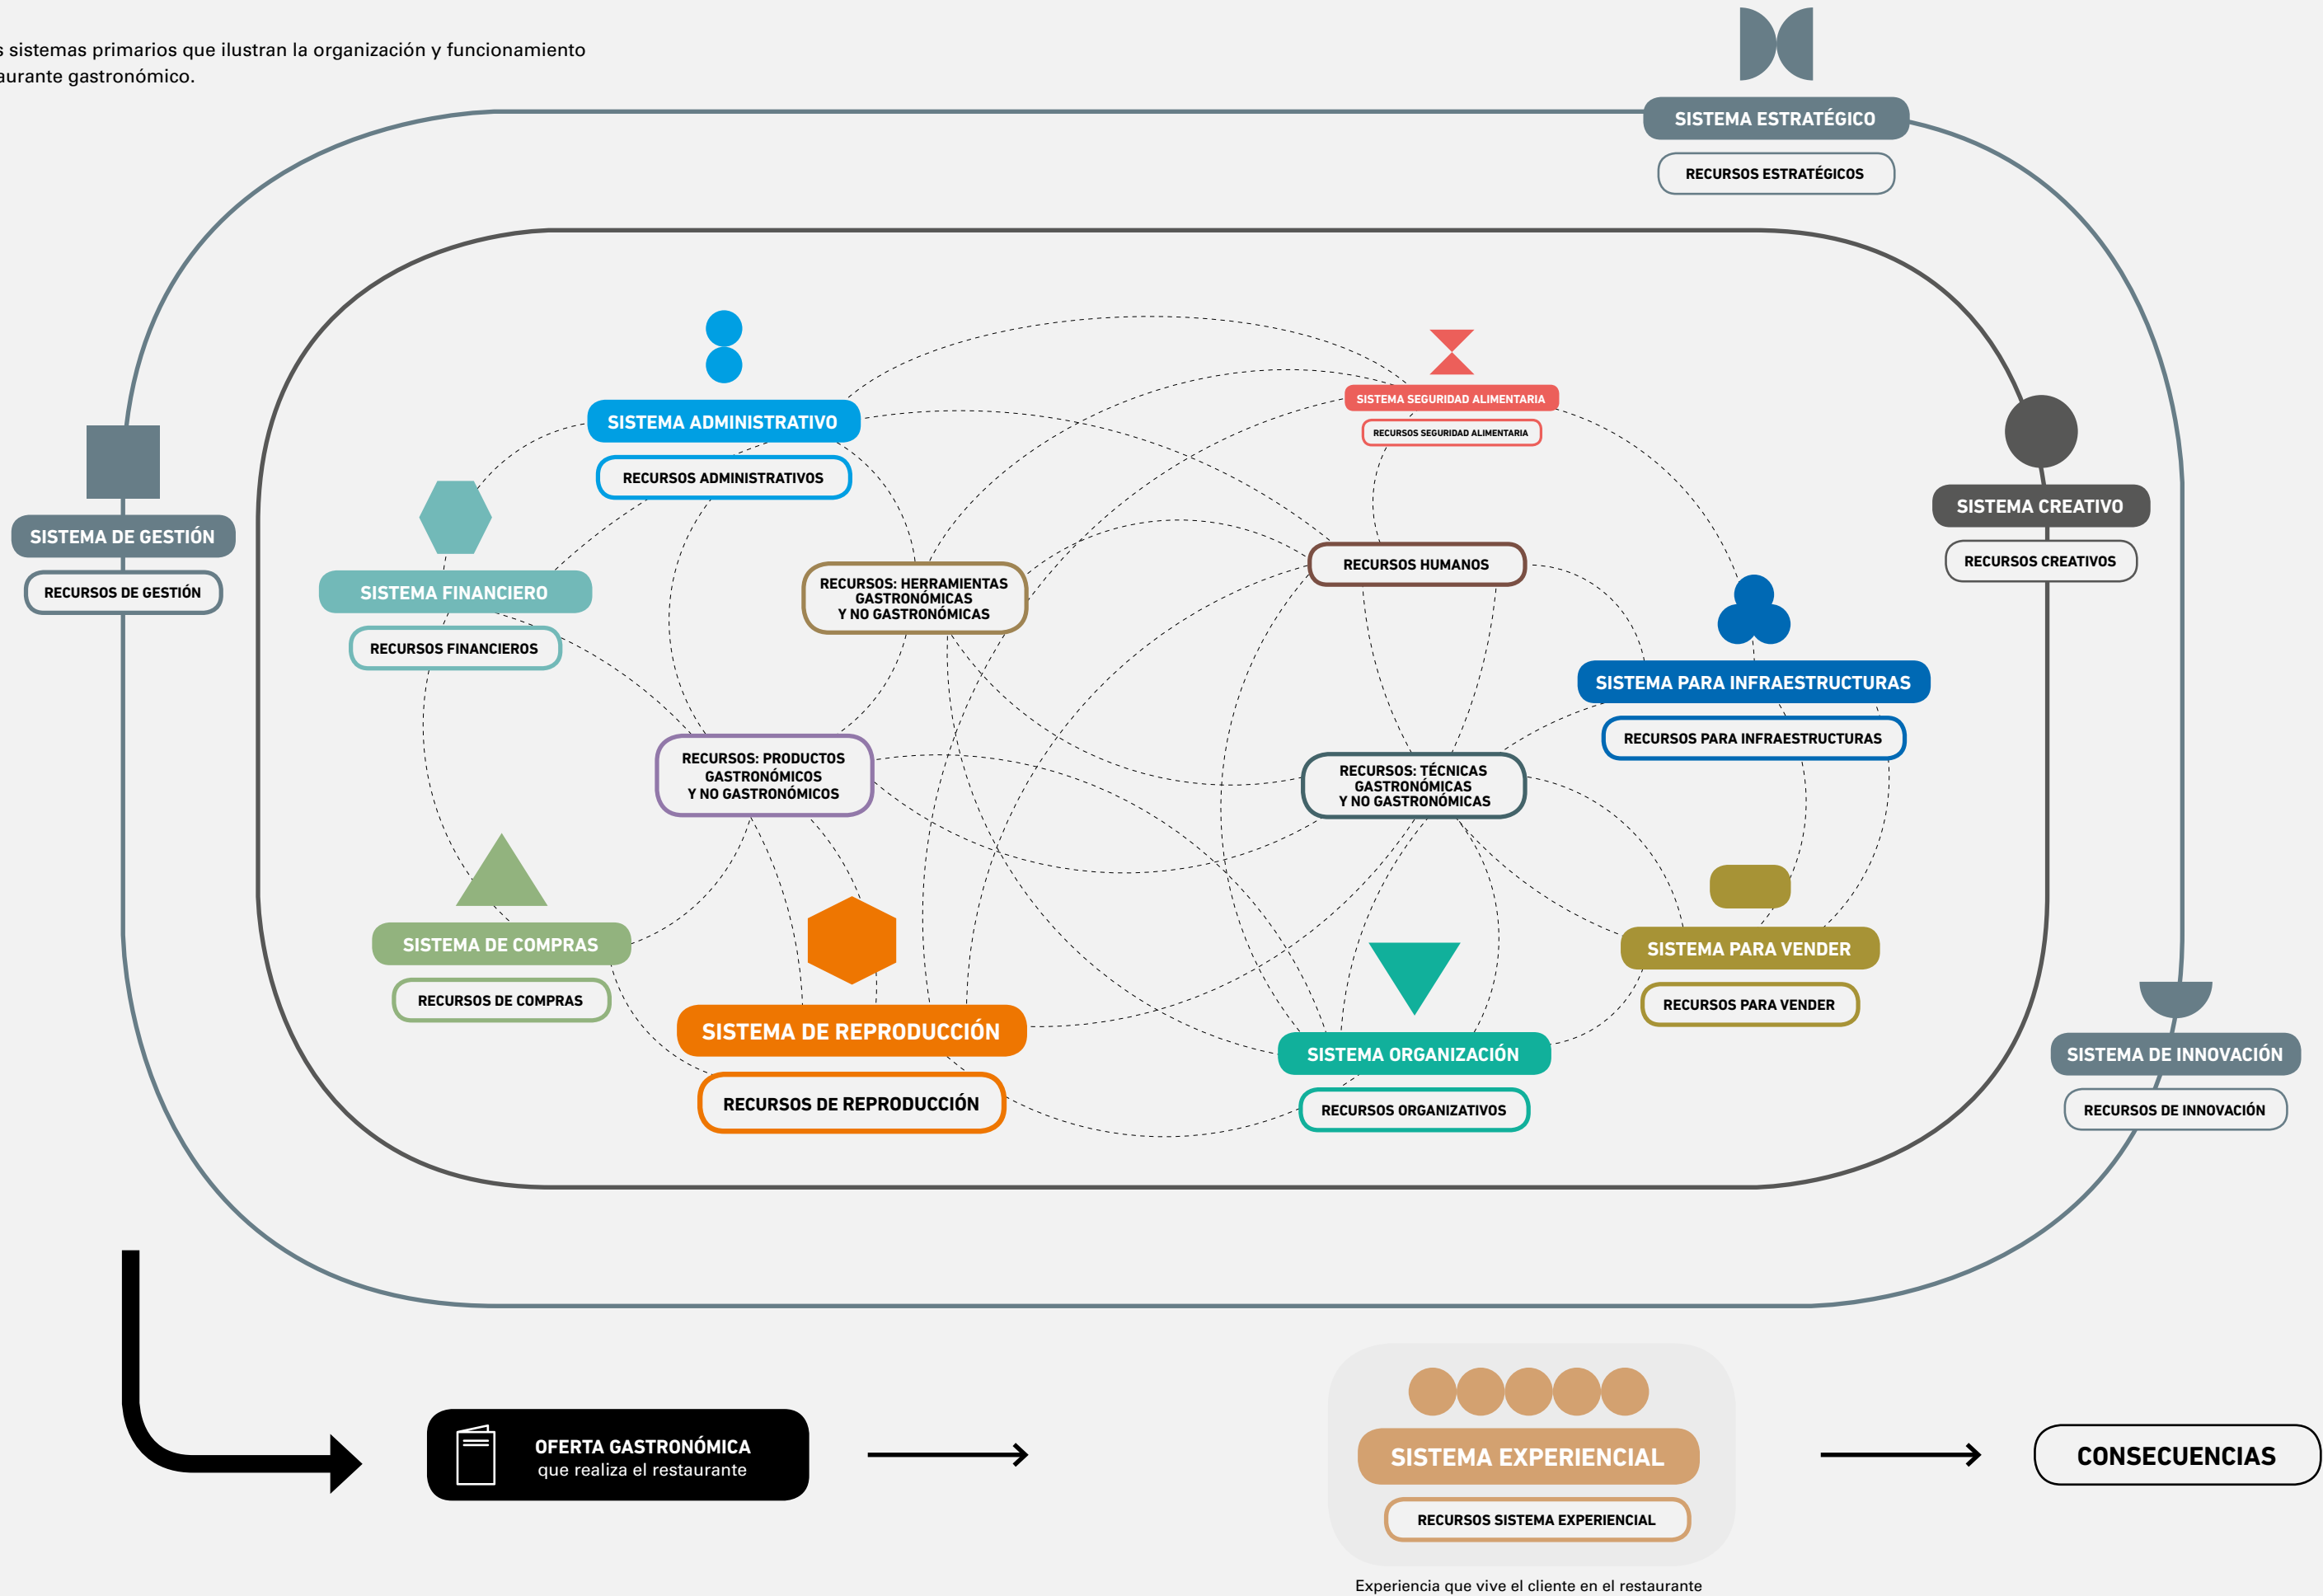 sistemas primarios que ilustran la organización y funcionamiento
gastronómico.
SISTEMA ESTRATÉGICO
RECURSOS ESTRATÉGICOS
SISTEMA SEGURIDAD ALIMENTARIA
RECURSOS SEGURIDAD ALIMENTARIA
SISTEMA ADMINISTRATIVO
RECURSOS ADMINISTRATIVOS
SISTEMA CREATIVO
RECURSOS CREATIVOS
SISTEMA DE GESTIÓN
RECURSOS DE GESTIÓN
SISTEMA FINANCIERO
RECURSOS FINANCIEROS
RECURSOS: HERRAMIENTAS
GASTRONÓMICAS
Y NO GASTRONÓMICAS
RECURSOS HUMANOS
SISTEMA PARA INFRAESTRUCTURAS
RECURSOS PARA INFRAESTRUCTURAS
RECURSOS: PRODUCTOS
GASTRONÓMICOS
Y NO GASTRONÓMICOS
RECURSOS: TÉCNICAS
GASTRONÓMICAS
Y NO GASTRONÓMICAS
SISTEMA DE COMPRAS
RECURSOS DE COMPRAS
SISTEMA PARA VENDER
RECURSOS PARA VENDER
SISTEMA DE REPRODUCCIÓN
RECURSOS DE REPRODUCCIÓN
SISTEMA ORGANIZACIÓN
RECURSOS ORGANIZATIVOS
SISTEMA DE INNOVACIÓN
RECURSOS DE INNOVACIÓN
OFERTA GASTRONÓMICA
que realiza el restaurante
SISTEMA EXPERIENCIAL
RECURSOS SISTEMA EXPERIENCIAL
Experiencia que vive el cliente en el restaurante
CONSECUENCIAS